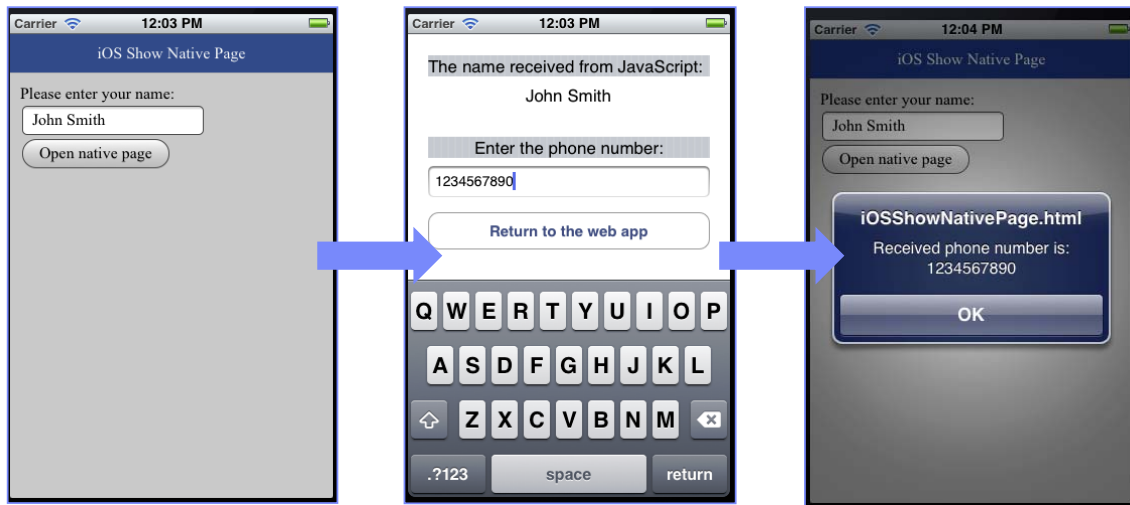 Carrier 12:03 PM
iOS Show Native Page
Please enter your name:
John Smith
Open native page
Carrier 12:03 PM
The name received from JavaScript:
John Smith
Enter the phone number:
1234567890
Return to the web app
Q W E R T Y U I O P
A S D F G H J K L
Z X C V B N M
.?123 space return
Carrier 12:04 PM
iOS Show Native Page
Please enter your name:
John Smith
Open native page
iOSShowNativePage.html
Received phone number is:
1234567890
OK